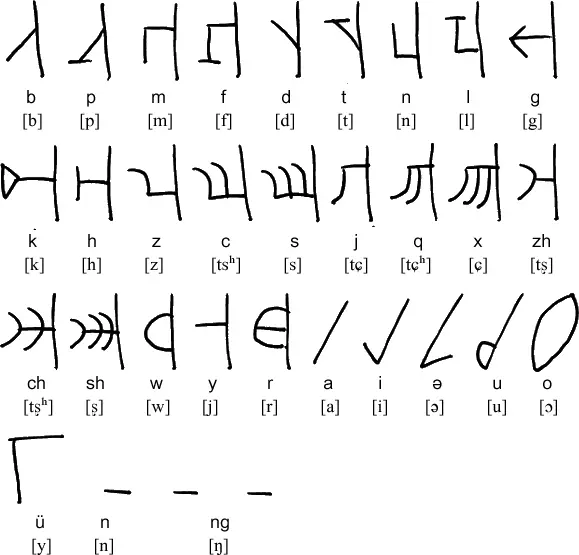 b p m f d t n l g
[b] [p] [m] [f] [d] [t] [n] [l] [g]
k h z c s j q x zh
[k] [h] [z] [tsʰ] [s] [tɕ] [tɕʰ] [ɕ] [tʂ]
ch sh w y r a i ə u o
[tʂʰ] [ʂ] [w] [j] [r] [a] [i] [ə] [u] [ɔ]
ü n ng
[y] [n] [ŋ]